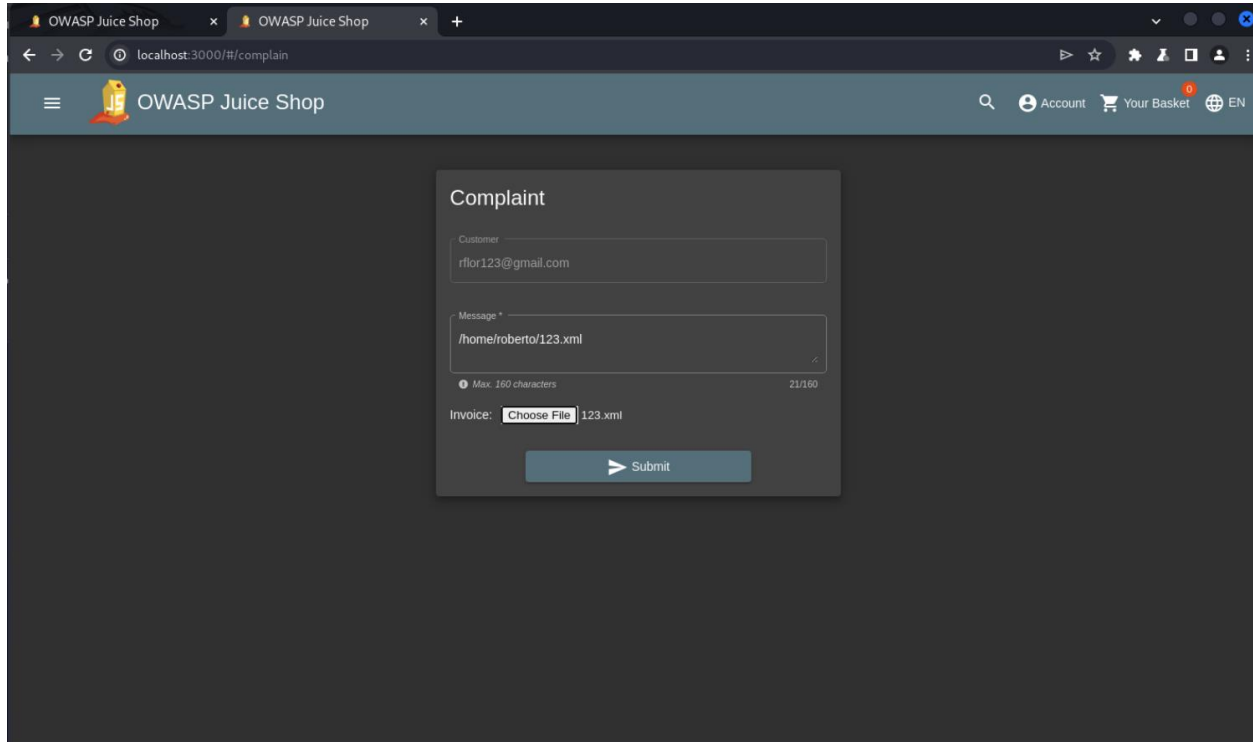 OWASP Juice Shop
OWASP Juice Shop
localhost:3000/#/complain
JS
OWASP Juice Shop
Account
Your Basket
0
EN
Complaint
Customer
rflor123@gmail.com
Message *
/home/roberto/123.xml
Max. 160 characters 21/160
Invoice: Choose File 123.xml
Submit